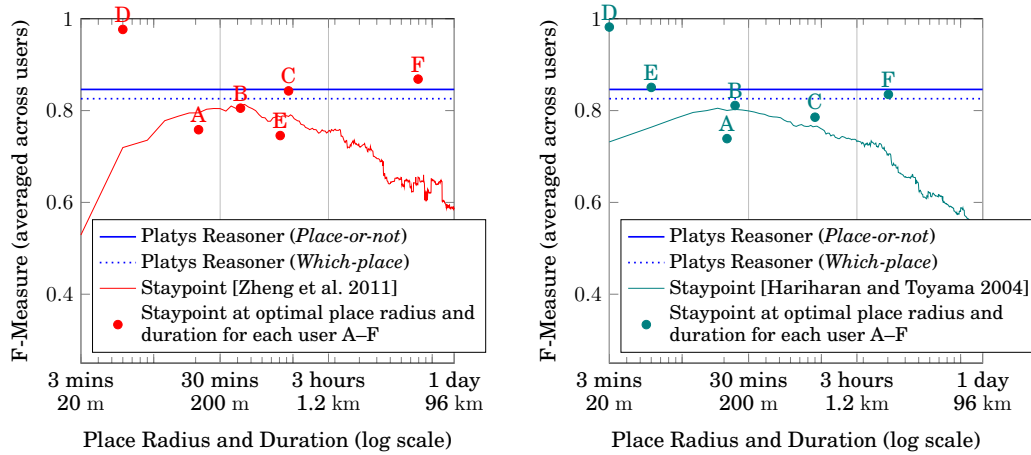 F-Measure (averaged across users)
1
0.8
0.6
0.4
D
A
B
C
E
F
Platys Reasoner (Place-or-not)
Platys Reasoner (Which-place)
Staypoint [Zheng et al. 2011]
Staypoint at optimal place radius and
duration for each user A–F
3 mins 30 mins 3 hours 1 day
20 m 200 m 1.2 km 96 km
Place Radius and Duration (log scale)
F-Measure (averaged across users)
1
0.8
0.6
0.4
D
E
A
B
C
F
Platys Reasoner (Place-or-not)
Platys Reasoner (Which-place)
Staypoint [Hariharan and Toyama 2004]
Staypoint at optimal place radius and
duration for each user A–F
3 mins 30 mins 3 hours 1 day
20 m 200 m 1.2 km 96 km
Place Radius and Duration (log scale)